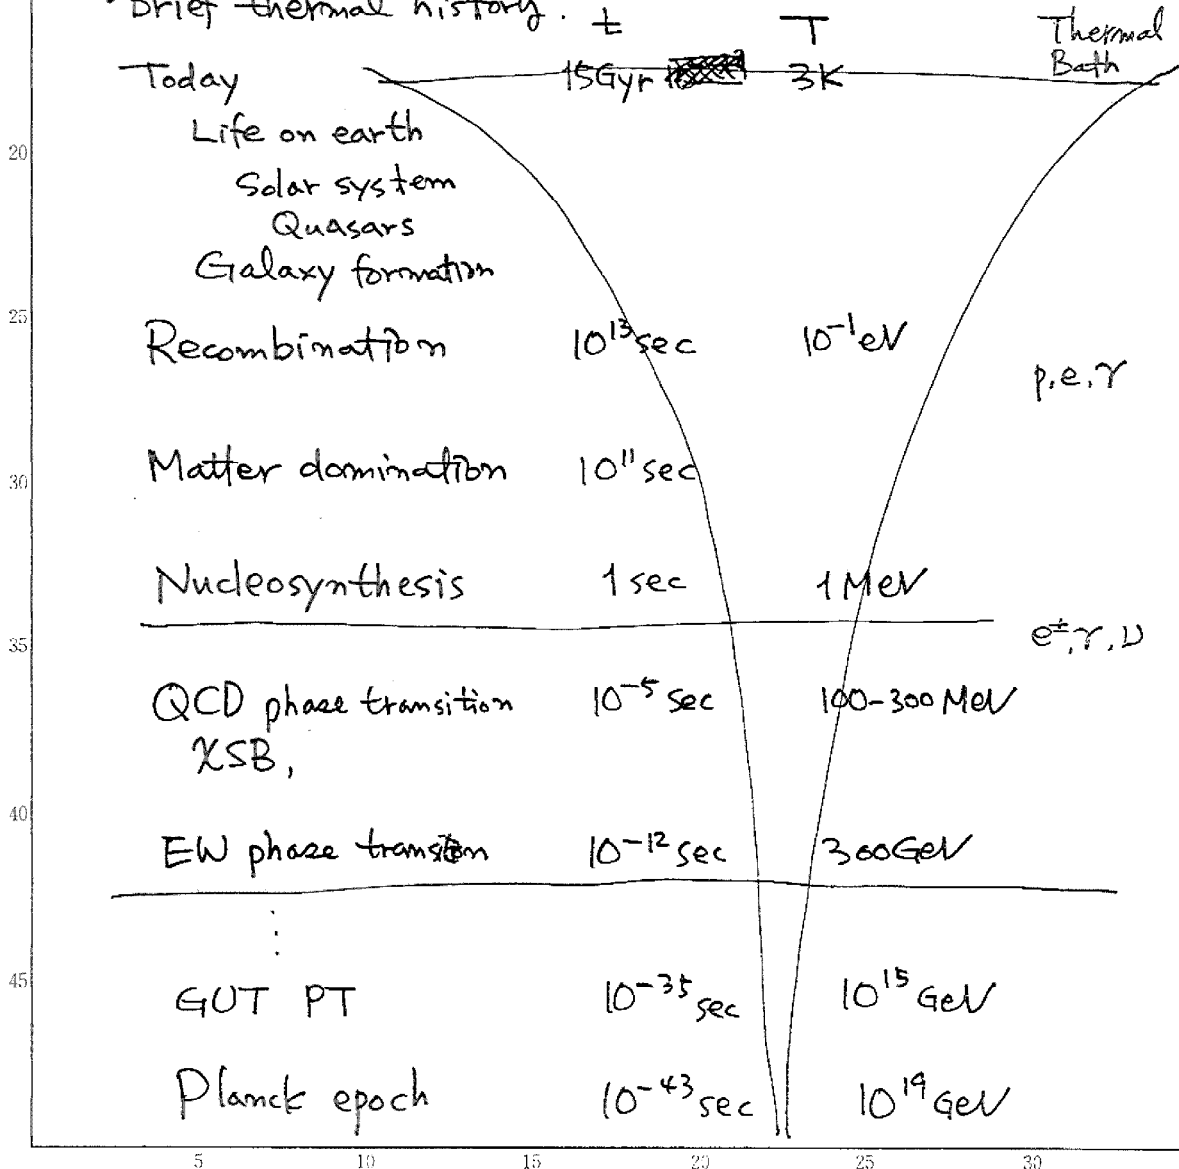 Brief thermal history. t T Thermal Bath
Today 15Gyr 3K
Life on earth
Solar system
Quasars
Galaxy formation
Recombination 10^13 sec 10^-1 eV
p, e, γ
Matter domination 10^11 sec
Nucleosynthesis 1 sec 1 MeV
e^±, γ, ν
QCD phase transition 10^-5 sec 100-300 MeV
χSB,
EW phase transition 10^-12 sec 300 GeV
GUT PT 10^-35 sec 10^15 GeV
Planck epoch 10^-43 sec 10^19 GeV
20
25
30
35
40
45
5 10 15 20 25 30